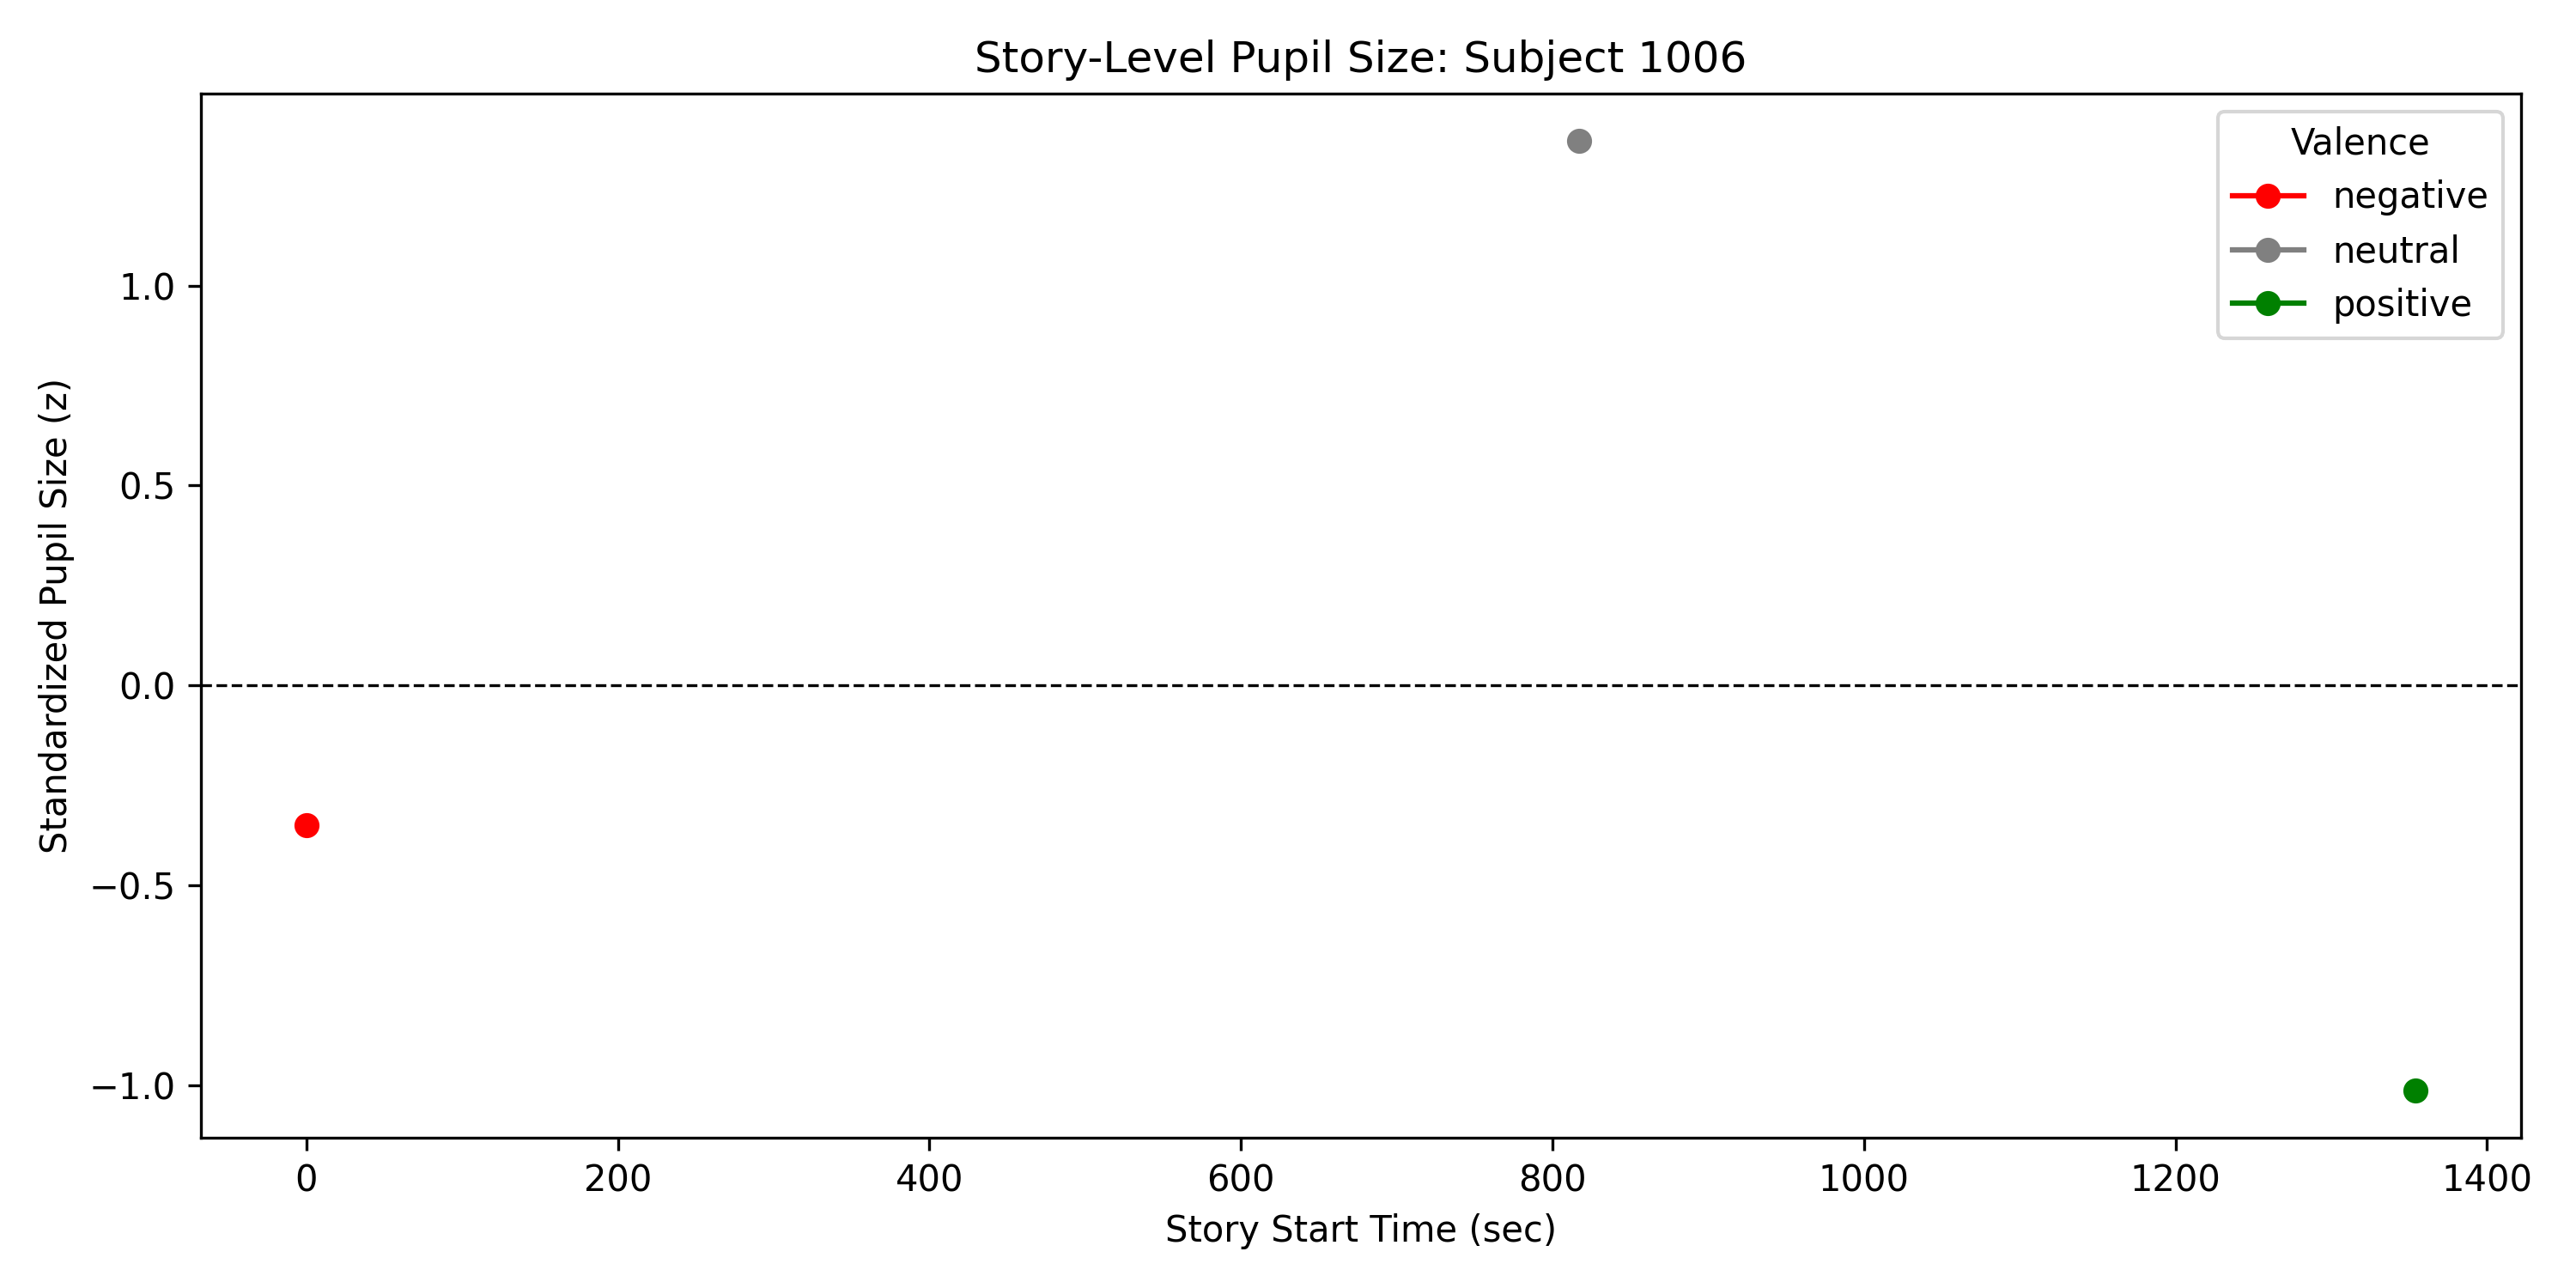 Story-Level Pupil Size: Subject 1006
Valence
negative
neutral
positive
Standardized Pupil Size (z)
1.0
0.5
0.0
−0.5
−1.0
0 200 400 600 800 1000 1200 1400
Story Start Time (sec)